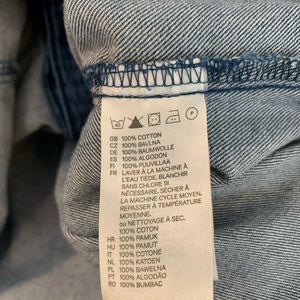 GB 100% COTTON
CZ 100% BAVLNA
DE 100% BAUMWOLLE
ES 100% ALGODÓN
FI 100% PUUVILLAA
FR LAVER À LA MACHINE À
L'EAU TIÈDE. BLANCHIR
SANS CHLORE SI
NÉCESSAIRE. SÉCHER À
LA MACHINE CYCLE MOYEN.
REPASSER À TEMPÉRATURE
MOYENNE.
OU NETTOYAGE À SEC.
100% COTON
HR 100% PAMUK
HU 100% PAMUT
IT 100% COTONE
NL 100% KATOEN
PL 100% BAWEŁNA
PT 100% ALGODÃO
RO 100% BUMBAC